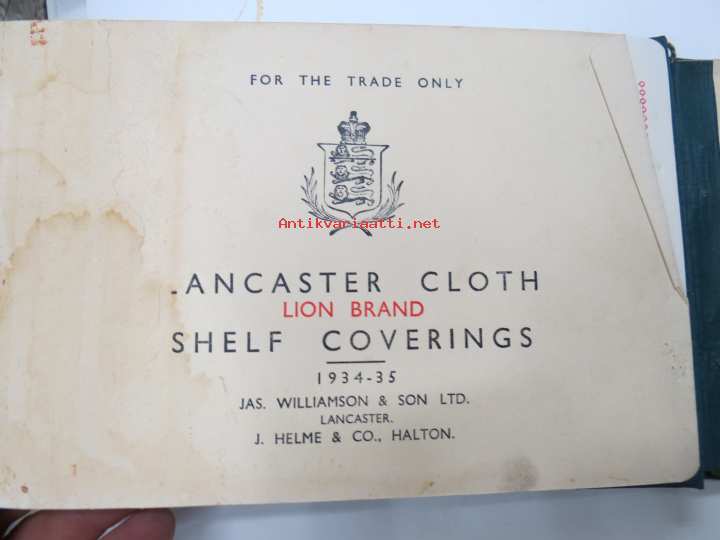 FOR THE TRADE ONLY
Antikvariaatti.net
LANCASTER CLOTH
LION BRAND
SHELF COVERINGS
1934-35
JAS. WILLIAMSON & SON LTD.
LANCASTER.
J. HELME & CO., HALTON.